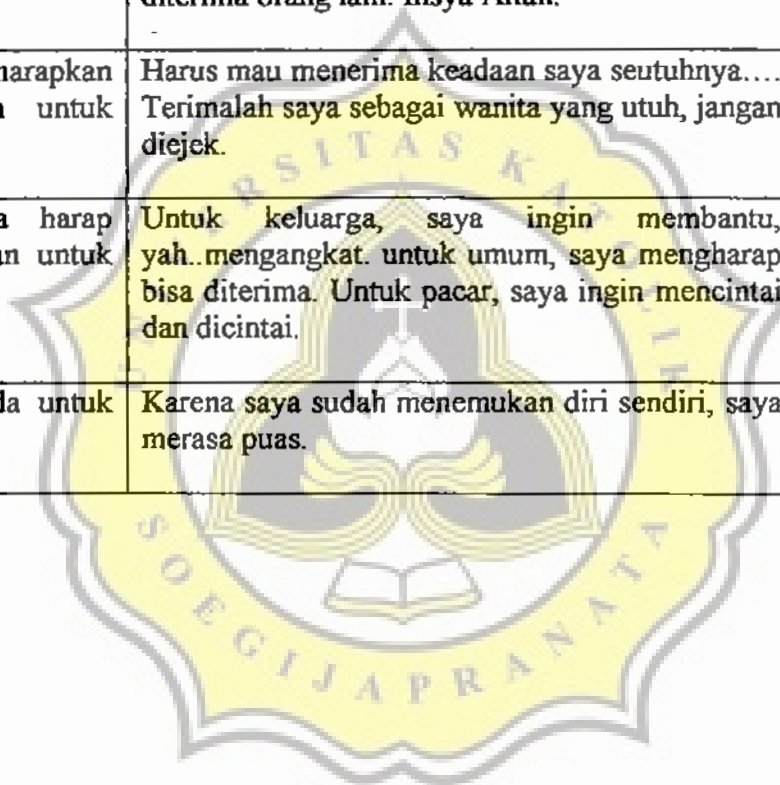 diterima orang lain. Insya Allah.
harapkan
untuk
Harus mau menerima keadaan saya seutuhnya....
Terimalah saya sebagai wanita yang utuh, jangan
diejek.
harap
untuk
Untuk keluarga, saya ingin membantu,
yah..mengangkat. untuk umum, saya mengharap
bisa diterima. Untuk pacar, saya ingin mencintai
dan dicintai.
untuk
Karena saya sudah menemukan diri sendiri, saya
merasa puas.
UNIVERSITAS KATOLIK
SOEGIJAPRANATA